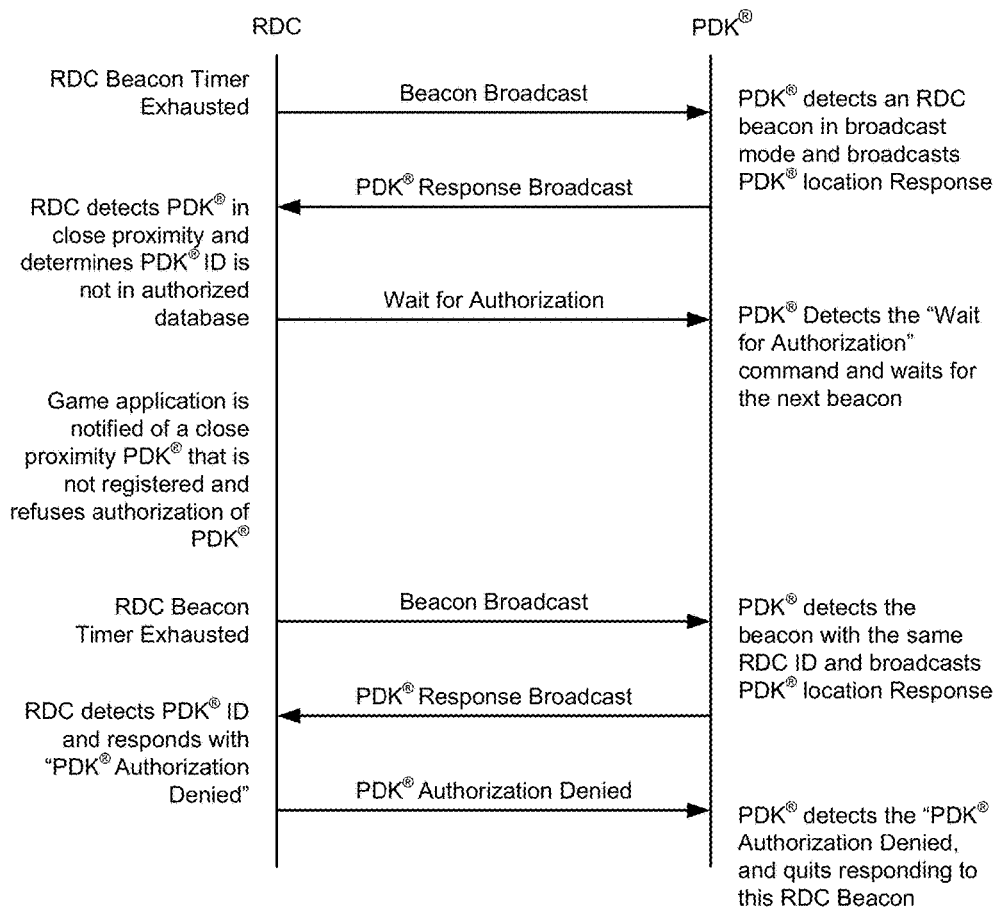 RDC
PDK®
RDC Beacon Timer
Exhausted
Beacon Broadcast
PDK® detects an RDC
beacon in broadcast
mode and broadcasts
PDK® location Response
PDK® Response Broadcast
RDC detects PDK® in
close proximity and
determines PDK® ID is
not in authorized
database
Wait for Authorization
PDK® Detects the “Wait
for Authorization”
command and waits for
the next beacon
Game application is
notified of a close
proximity PDK® that is
not registered and
refuses authorization of
PDK®
RDC Beacon
Timer Exhausted
Beacon Broadcast
PDK® detects the
beacon with the same
RDC ID and broadcasts
PDK® location Response
PDK® Response Broadcast
RDC detects PDK® ID
and responds with
“PDK® Authorization
Denied”
PDK® Authorization Denied
PDK® detects the “PDK®
Authorization Denied,
and quits responding to
this RDC Beacon